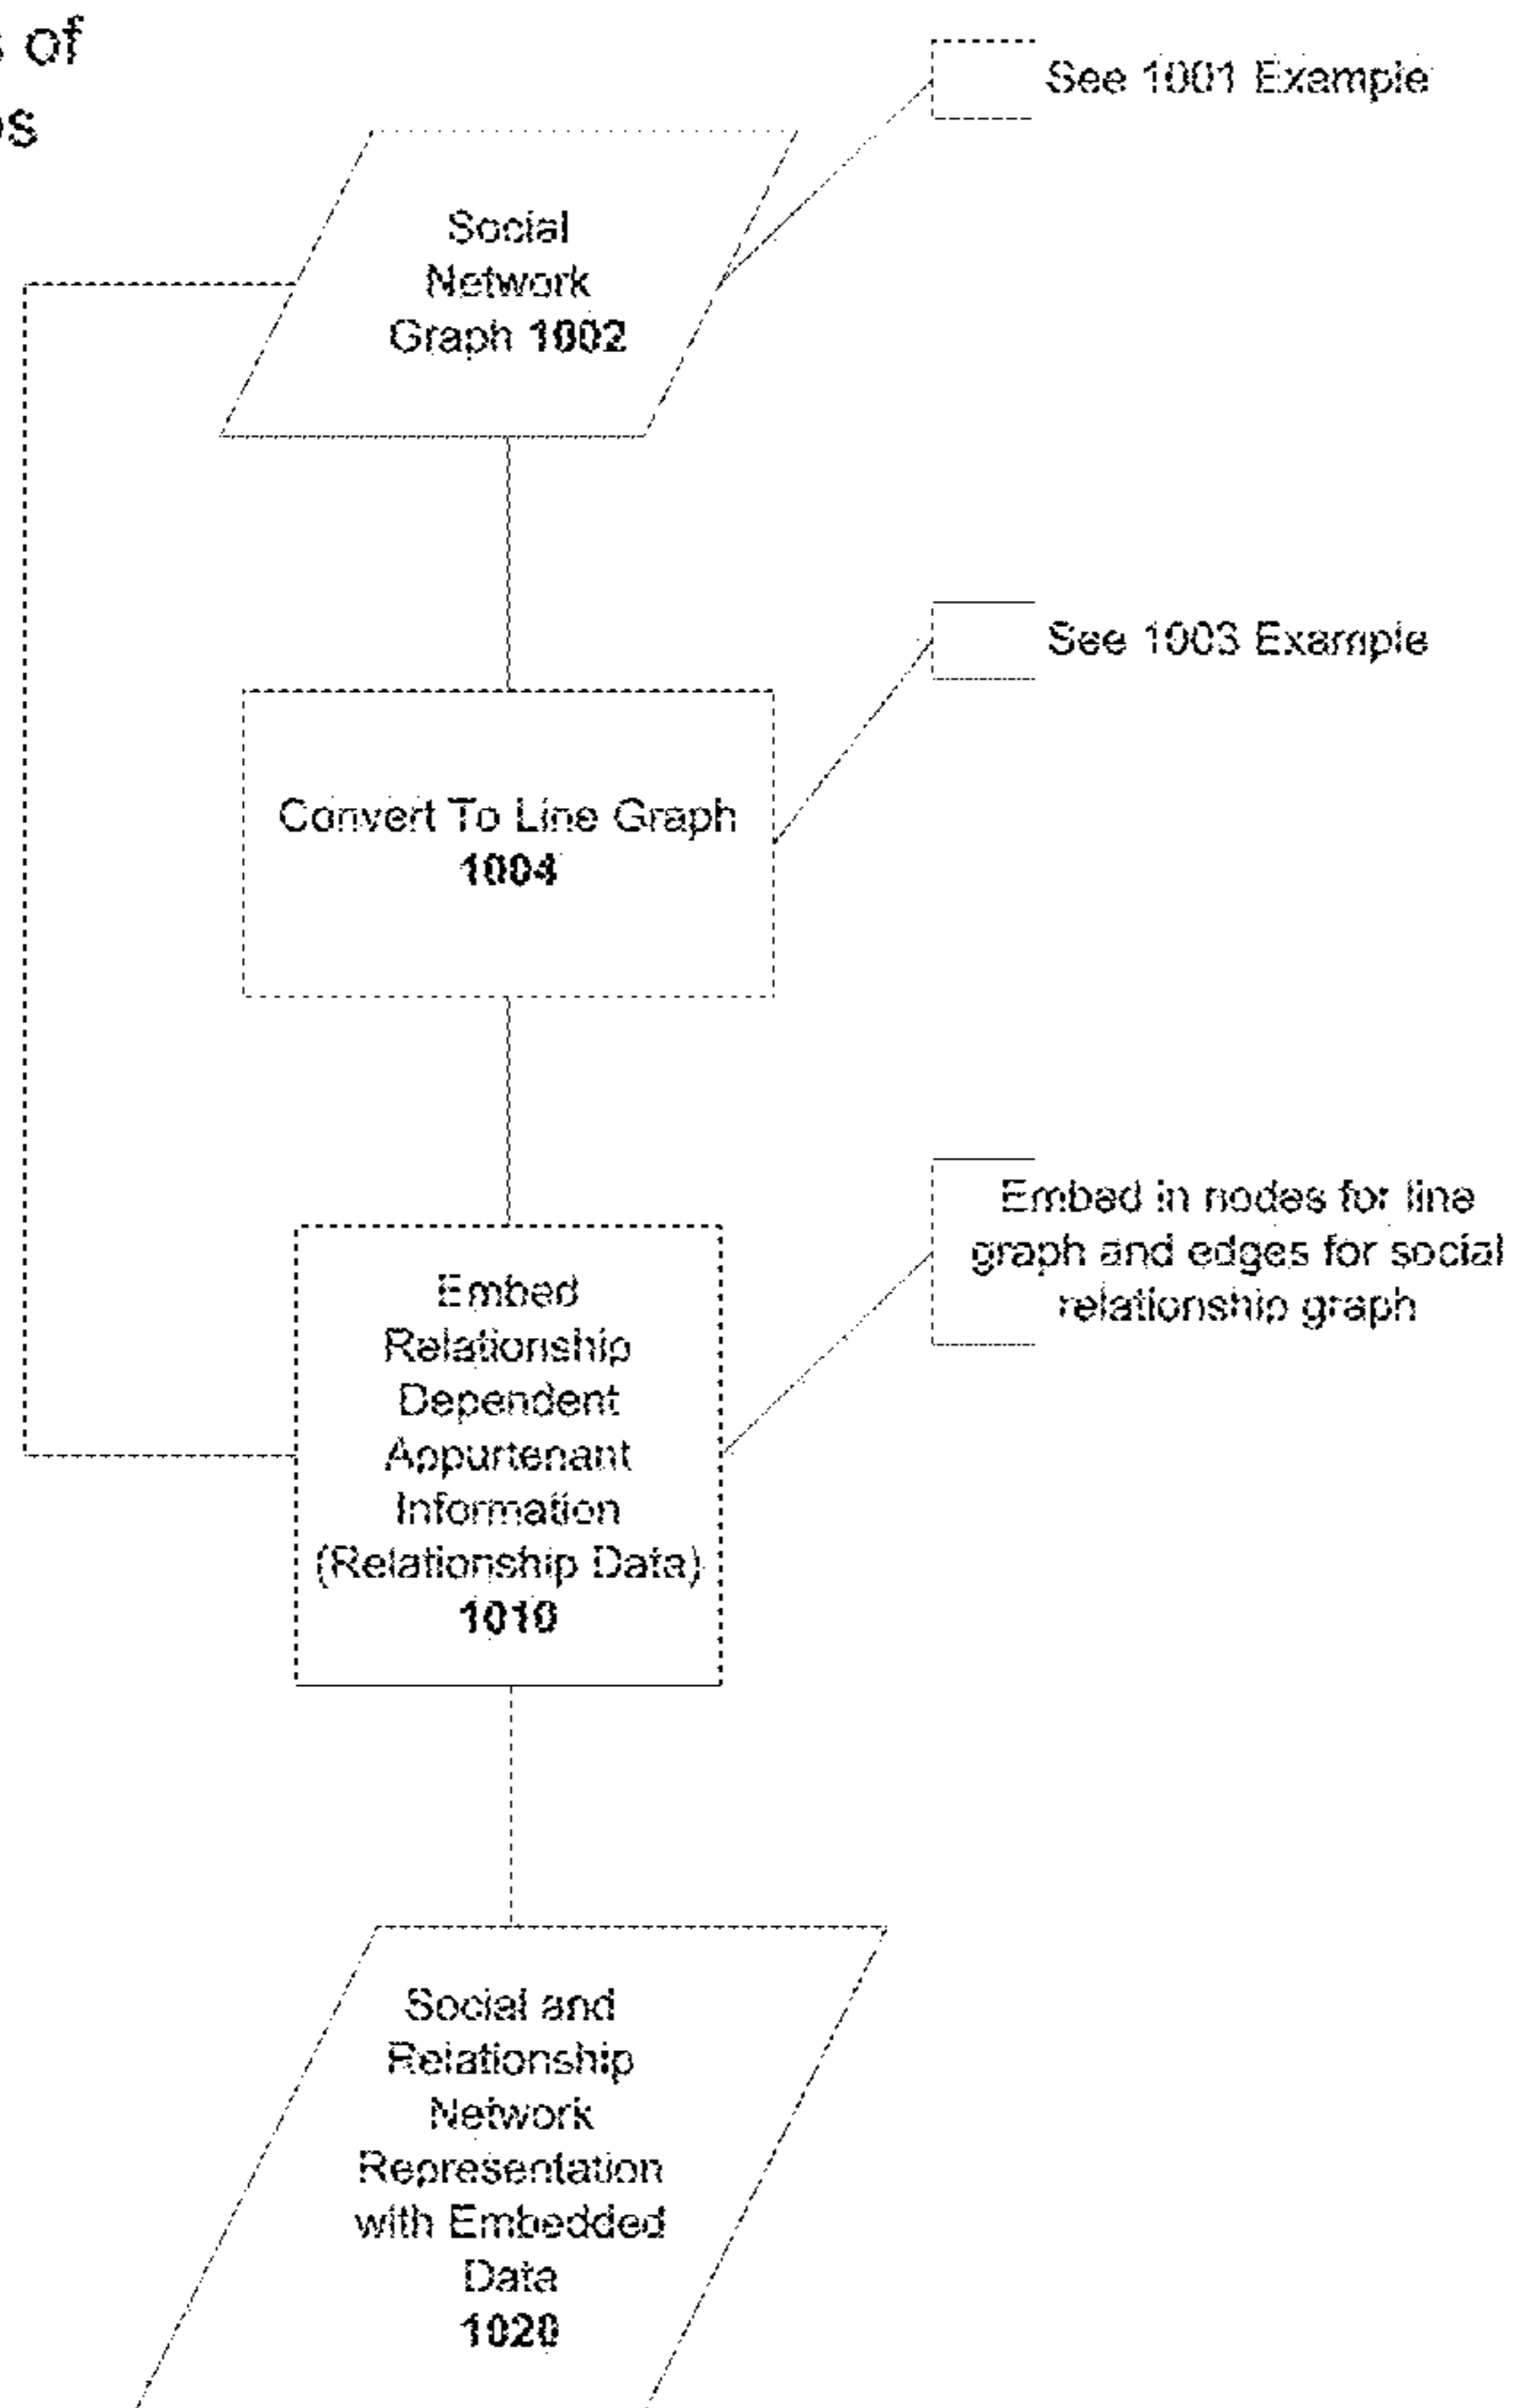 s of
os
See 1001 Example
Social
Network
Graph 1002
See 1003 Example
Convert To Line Graph
1004
Embed in nodes for line
graph and edges for social
relationship graph
Embed
Relationship
Dependent
Appurtenant
Information
(Relationship Data)
1010
Social and
Relationship
Network
Representation
with Embedded
Data
1020